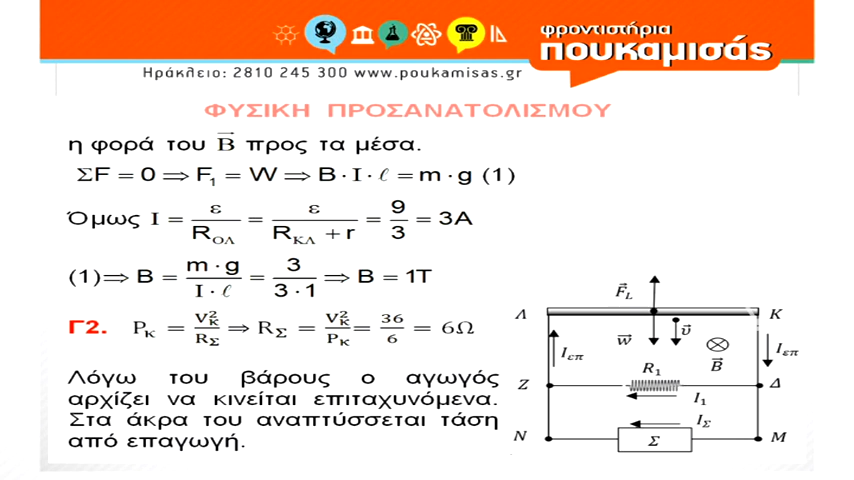 φροντιστήρια
πουκαμισάς
Ηράκλειο: 2810 245 300 www.poukamisas.gr
ΦΥΣΙΚΗ ΠΡΟΣΑΝΑΤΟΛΙΣΜΟΥ
η φορά του B⃗ προς τα μέσα.
ΣF = 0 ⇒ F₁ = W ⇒ B · I · ℓ = m · g (1)
Όμως I = ε / R_ΟΛ = ε / (R_ΚΛ + r) = 9/3 = 3A
(1) ⇒ B = (m · g) / (I · ℓ) = 3 / (3 · 1) ⇒ B = 1T
Γ2. P_κ = V_κ² / R_Σ ⇒ R_Σ = V_κ² / P_κ = 36/6 = 6Ω
Λόγω του βάρους ο αγωγός
αρχίζει να κινείται επιταχυνόμενα.
Στα άκρα του αναπτύσσεται τάση
από επαγωγή.
F⃗_L
Λ K
w⃗ υ⃗
I_επ B⃗ I_επ
R₁
Z Δ
I₁
I_Σ
N Σ M